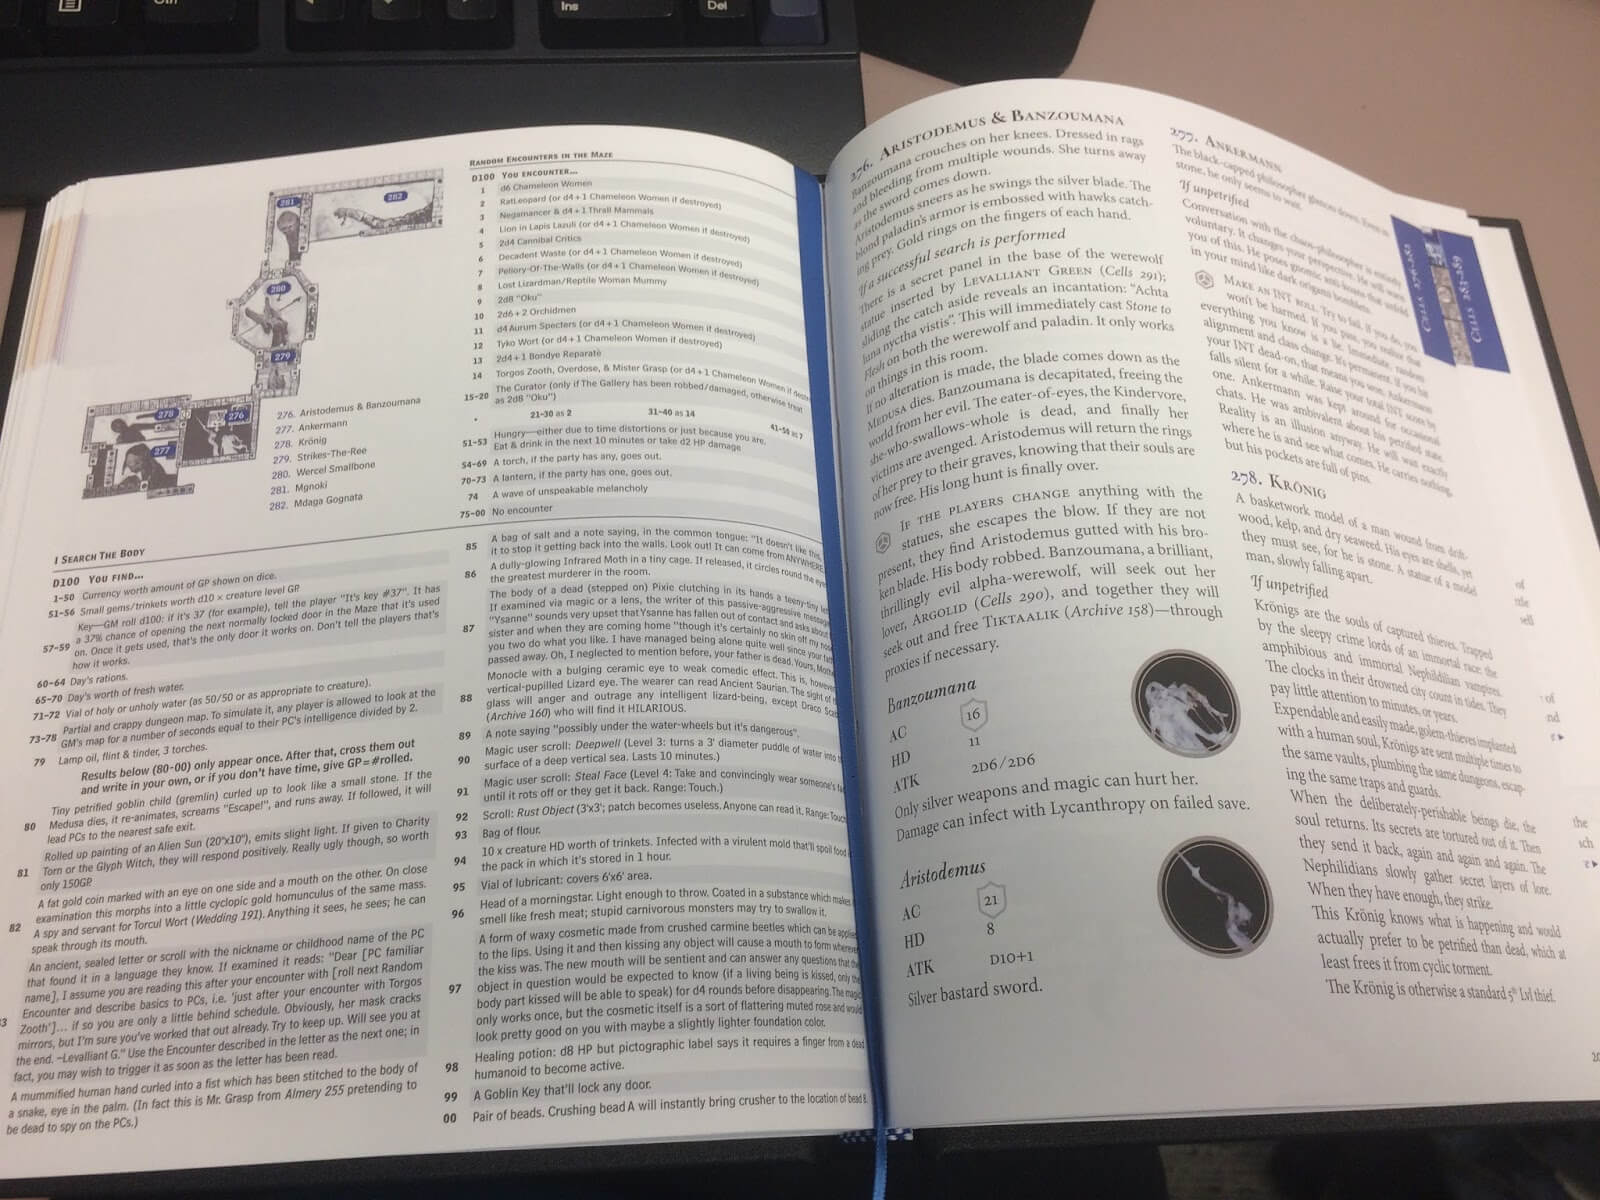 Ins
Del
281
282
280
279
278
276
277
276. Aristodemus & Banzoumana
277. Ankermann
278. Krönig
279. Strikes-The-Ree
280. Wercel Smallbone
281. Mgnoki
282. Mdaga Gognata
RANDOM ENCOUNTERS IN THE MAZE
D100 YOU ENCOUNTER...
1 d6 Chameleon Women
2 RatLeopard (or d4+1 Chameleon Women if destroyed)
3 Negamancer & d4+1 Thrall Mammals
4 Lion in Lapis Lazuli (or d4+1 Chameleon Women if destroyed)
5 2d4 Cannibal Critics
6 Decadent Waste (or d4+1 Chameleon Women if destroyed)
7 Pellory-Of-The-Walls (or d4+1 Chameleon Women if destroyed)
8 Lost Lizardman/Reptile Woman Mummy
9 2d8 "Oku"
10 2d6+2 Orchidmen
11 d4 Aurum Specters (or d4+1 Chameleon Women if destroyed)
12 Tyko Wort (or d4+1 Chameleon Women if destroyed)
13 2d4+1 Bondye Reparatè
14 Torgos Zooth, Overdose, & Mister Grasp (or d4+1 Chameleon Women if
15-20 The Curator (only if The Gallery has been robbed/damaged, otherwise treat
as 2d8 "Oku")
21-30 as 2 31-40 as 14 41-50 as
51-53 Hungry—either due to time distortions or just because you are.
Eat & drink in the next 10 minutes or take d2 HP damage
54-69 A torch, if the party has any, goes out.
70-73 A lantern, if the party has one, goes out.
74 A wave of unspeakable melancholy
75-00 No encounter
I SEARCH THE BODY
D100 YOU FIND...
1-50 Currency worth amount of GP shown on dice.
51-56 Small gems/trinkets worth d10 × creature level GP.
57-59 Key—GM roll d100: if it's 37 (for example), tell the player "It's key #37". It has
a 37% chance of opening the next normally locked door in the Maze that it's used
on. Once it gets used, that's the only door it works on. Don't tell the players that's
how it works.
60-64 Day's rations.
65-70 Day's worth of fresh water.
71-72 Vial of holy or unholy water (as 50/50 or as appropriate to creature).
73-78 Partial and crappy dungeon map. To simulate it, any player is allowed to look at the
GM's map for a number of seconds equal to their PC's intelligence divided by 2.
79 Lamp oil, flint & tinder, 3 torches.
Results below (80-00) only appear once. After that, cross them out
and write in your own, or if you don't have time, give GP=#rolled.
80 Tiny petrified goblin child (gremlin) curled up to look like a small stone. If the
Medusa dies, it re-animates, screams "Escape!", and runs away. If followed, it will
lead PCs to the nearest safe exit.
81 Rolled up painting of an Alien Sun (20"x10"), emits slight light. If given to Charity
Torn or the Glyph Witch, they will respond positively. Really ugly though, so worth
only 150GP.
82 A fat gold coin marked with an eye on one side and a mouth on the other. On close
examination this morphs into a little cyclopic gold homunculus of the same mass.
A spy and servant for Torcul Wort (Wedding 191). Anything it sees, he sees; he can
speak through its mouth.
3 An ancient, sealed letter or scroll with the nickname or childhood name of the PC
that found it in a language they know. If examined it reads: "Dear [PC familiar
name], I assume you are reading this after your encounter with [roll next Random
Encounter and describe basics to PCs, i.e. 'just after your encounter with Torgos
Zooth']... if so you are only a little behind schedule. Obviously, her mask cracks
mirrors, but I'm sure you've worked that out already. Try to keep up. Will see you at
the end. –Levalliant G." Use the Encounter described in the letter as the next one; in
fact, you may wish to trigger it as soon as the letter has been read.
A mummified human hand curled into a fist which has been stitched to the body of
a snake, eye in the palm. (In fact this is Mr. Grasp from Almery 255 pretending to
be dead to spy on the PCs.)
85 A bag of salt and a note saying, in the common tongue: "It doesn't like this,
it to stop it getting back into the walls. Look out! It can come from ANYWHERE
86 A dully-glowing Infrared Moth in a tiny cage. If released, it circles round the
the greatest murderer in the room.
87 The body of a dead (stepped on) Pixie clutching in its hands a teeny-tiny
If examined via magic or a lens, the writer of this passive-aggressive message
"Ysanne" sounds very upset that Ysanne has fallen out of contact and asks about
sister and when they are coming home "though it's certainly no skin off my nose
you two do what you like. I have managed being alone quite well since your
passed away. Oh, I neglected to mention before, your father is dead. Yours,
88 Monocle with a bulging ceramic eye to weak comedic effect. This is, however
vertical-pupilled Lizard eye. The wearer can read Ancient Saurian. The sight of
glass will anger and outrage any intelligent lizard-being, except Draco
(Archive 160) who will find it HILARIOUS.
89 A note saying "possibly under the water-wheels but it's dangerous".
90 Magic user scroll: Deepwell (Level 3: turns a 3' diameter puddle of water into
surface of a deep vertical sea. Lasts 10 minutes.)
91 Magic user scroll: Steal Face (Level 4: Take and convincingly wear someone's
until it rots off or they get it back. Range: Touch.)
92 Scroll: Rust Object (3'x3'; patch becomes useless. Anyone can read it. Range:
93 Bag of flour.
94 10 x creature HD worth of trinkets. Infected with a virulent mold that'll spoil food
the pack in which it's stored in 1 hour.
95 Vial of lubricant: covers 6'x6' area.
96 Head of a morningstar. Light enough to throw. Coated in a substance which makes
smell like fresh meat; stupid carnivorous monsters may try to swallow it.
97 A form of waxy cosmetic made from crushed carmine beetles which can be applied
to the lips. Using it and then kissing any object will cause a mouth to form wherever
the kiss was. The new mouth will be sentient and can answer any questions that the
object in question would be expected to know (if a living being is kissed, only the
body part kissed will be able to speak) for d4 rounds before disappearing. The magic
only works once, but the cosmetic itself is a sort of flattering muted rose and would
look pretty good on you with maybe a slightly lighter foundation color.
98 Healing potion: d8 HP but pictographic label says it requires a finger from a dead
humanoid to become active.
99 A Goblin Key that'll lock any door.
00 Pair of beads. Crushing bead A will instantly bring crusher to the location of bead B.
276. ARISTODEMUS & BANZOUMANA
Banzoumana crouches on her knees. Dressed in rags
and bleeding from multiple wounds. She turns away
as the sword comes down.
Aristodemus sneers as he swings the silver blade. The
blond paladin's armor is embossed with hawks catch-
ing prey. Gold rings on the fingers of each hand.
If a successful search is performed
There is a secret panel in the base of the werewolf
statue inserted by LEVALLIANT GREEN (Cells 291);
sliding the catch aside reveals an incantation: "Achta
luna nyctha vistis". This will immediately cast Stone to
Flesh on both the werewolf and paladin. It only works
on things in this room.
If no alteration is made, the blade comes down as the
MEDUSA dies. Banzoumana is decapitated, freeing the
world from her evil. The eater-of-eyes, the Kindervore,
she-who-swallows-whole is dead, and finally her
victims are avenged. Aristodemus will return the rings
of her prey to their graves, knowing that their souls are
now free. His long hunt is finally over.
IF THE PLAYERS CHANGE anything with the
statues, she escapes the blow. If they are not
present, they find Aristodemus gutted with his bro-
ken blade. His body robbed. Banzoumana, a brilliant,
thrillingly evil alpha-werewolf, will seek out her
lover, ARGOLD (Cells 290), and together they will
seek out and free TIKTAALIK (Archive 158)—through
proxies if necessary.
Banzoumana
AC 16
HD 11
ATK 2D6/2D6
Only silver weapons and magic can hurt her.
Damage can infect with Lycanthropy on failed save.
Aristodemus
AC 21
HD 8
ATK D10+1
Silver bastard sword.
277. ANKERMANN
The black-capped philosopher glances down. Even as
stone, he only seems to wait.
If unpetrified
Conversation with the chaos-philosopher is entirely
voluntary. It changes your perspective. He will warn
you of this. He poses gnomic anti-koans that unfold
in your mind like dark origami bomblets.
MAKE AN INT ROLL. Try to fail, if you do, you
won't be harmed. If you pass, you realize that
everything you know is a lie. Immediate, random
alignment and class change. It's permanent. If you hit
your INT dead-on, that means you won. Ankermann
falls silent for a while. Raise your total INT score by
one. Ankermann was kept around for occasional
chats. He was ambivalent about his petrified state.
Reality is an illusion anyway. He will wait exactly
where he is and see what comes. He carries nothing,
but his pockets are full of pins.
278. KRÖNIG
A basketwork model of a man wound from drift-
wood, kelp, and dry seaweed. His eyes are shells, yet
they must see, for he is stone. A statue of a model
man, slowly falling apart.
If unpetrified
Krönigs are the souls of captured thieves. Trapped
by the sleepy crime lords of an immortal race: the
amphibious and immortal Nephildilian vampires.
The clocks in their drowned city count in tides. They
pay little attention to minutes, or years.
Expendable and easily made, golem-thieves implanted
with a human soul, Krönigs are sent multiple times to
the same vaults, plumbing the same dungeons, escap-
ing the same traps and guards.
When the deliberately-perishable beings die, the
soul returns. Its secrets are tortured out of it. Then
they send it back, again and again and again. The
Nephilidians slowly gather secret layers of lore.
When they have enough, they strike.
This Krönig knows what is happening and would
actually prefer to be petrified than dead, which at
least frees it from cyclic torment.
The Krönig is otherwise a standard 5th Lvl thief.
CELLS 276-282
CELLS 283-289